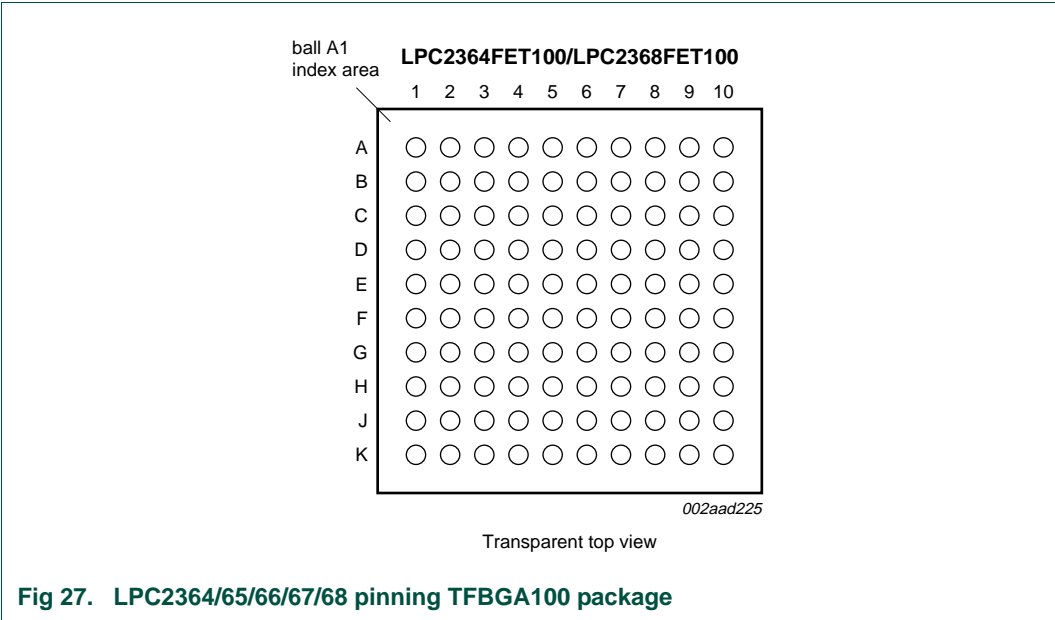 ball A1
index area
LPC2364FET100/LPC2368FET100
1 2 3 4 5 6 7 8 9 10
A
B
C
D
E
F
G
H
J
K
002aad225
Transparent top view
Fig 27. LPC2364/65/66/67/68 pinning TFBGA100 package